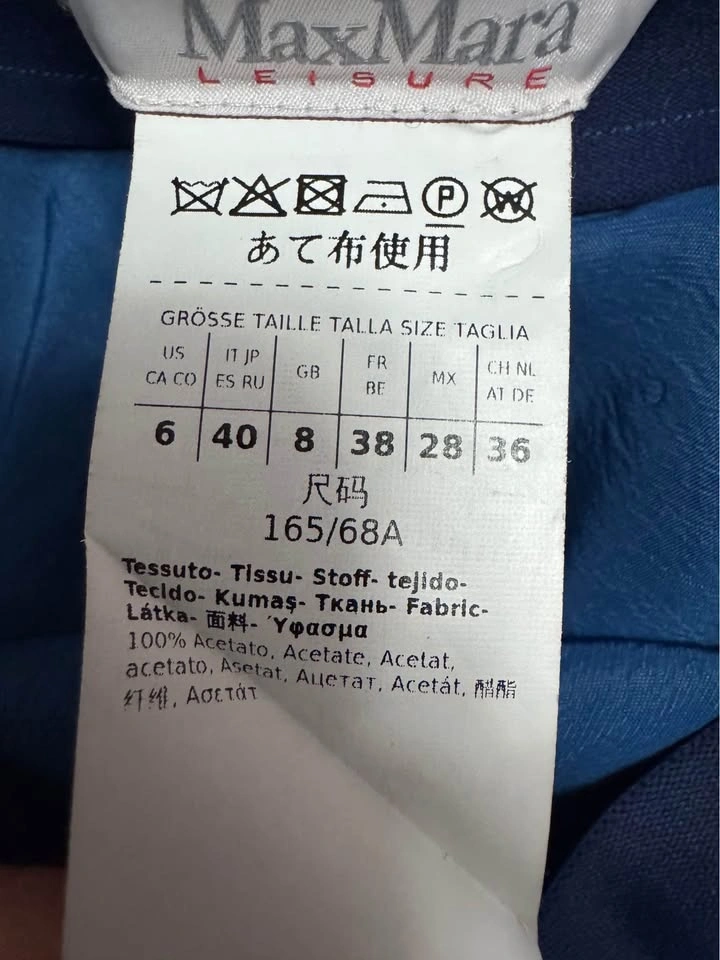 MaxMara
LEISURE
P W
あて布使用
GRÖSSE TAILLE TALLA SIZE TAGLIA
US CA CO | IT JP ES RU | GB | FR BE | MX | CH NL AT DE
6 | 40 | 8 | 38 | 28 | 36
尺码
165/68A
Tessuto- Tissu- Stoff- tejido-
Tecido- Kumaş- Ткань- Fabric-
Látka- 面料- Ύφασμα
100% Acetato, Acetate, Acetat,
acetato, Asetat, Ацетат, Acetát, 醋酯
纤维, Ασετάτ